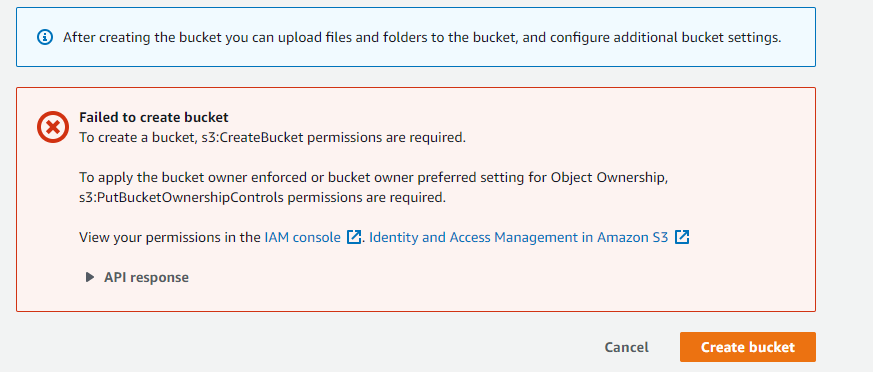 After creating the bucket you can upload files and folders to the bucket, and configure additional bucket settings.
Failed to create bucket
To create a bucket, s3:CreateBucket permissions are required.
To apply the bucket owner enforced or bucket owner preferred setting for Object Ownership,
s3:PutBucketOwnershipControls permissions are required.
View your permissions in the IAM console. Identity and Access Management in Amazon S3
API response
Cancel Create bucket